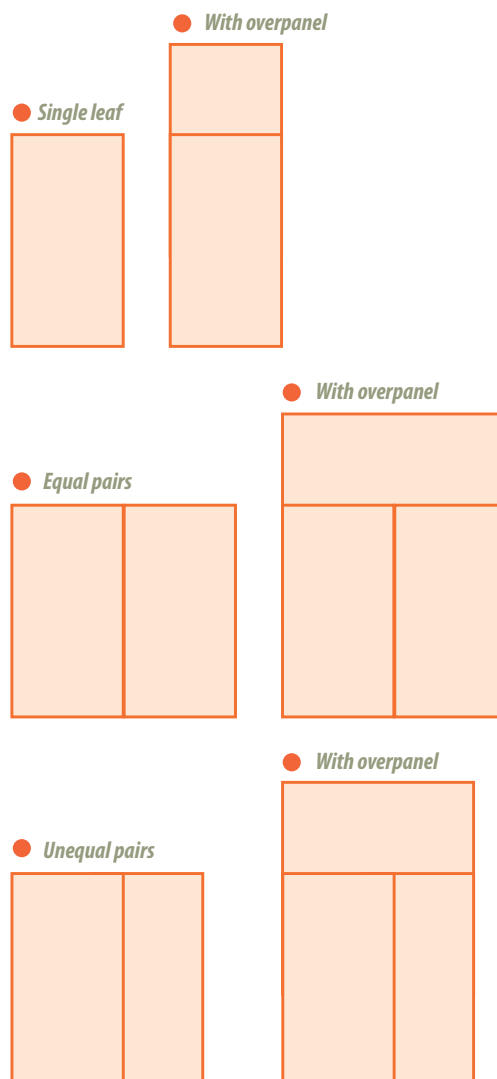 With overpanel
Single leaf
With overpanel
Equal pairs
With overpanel
Unequal pairs